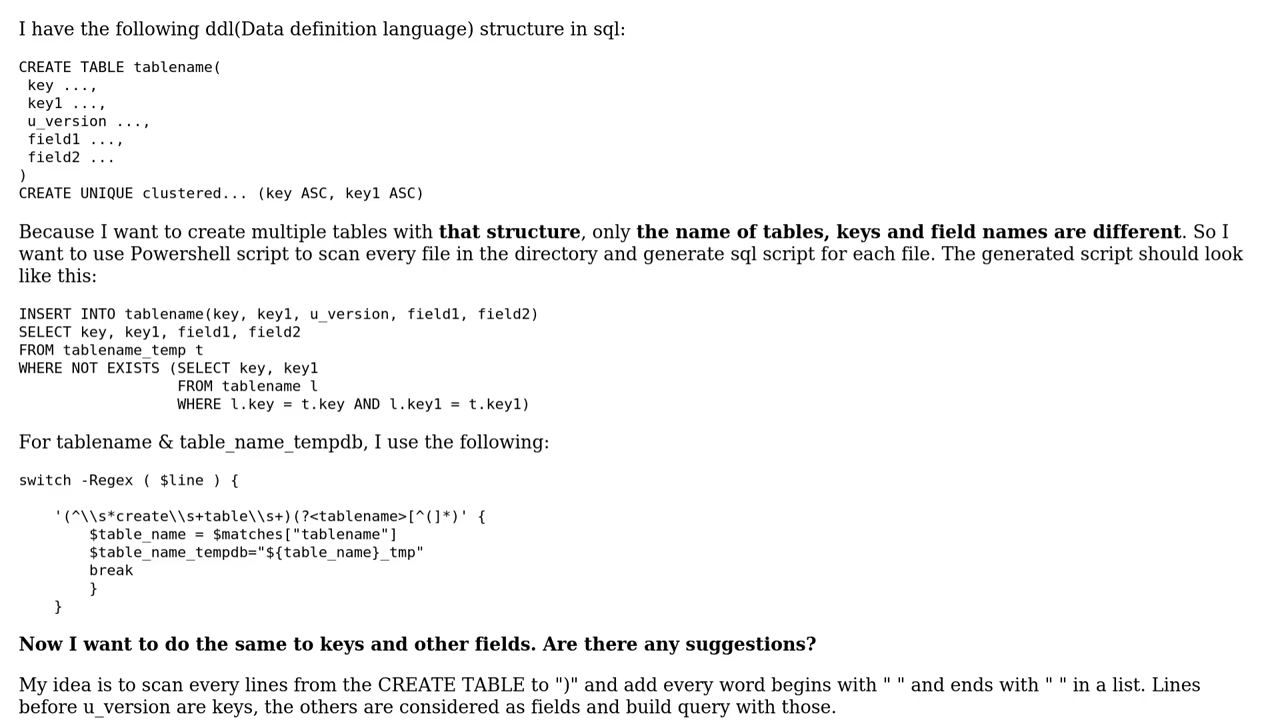 I have the following ddl(Data definition language) structure in sql:
CREATE TABLE tablename(
 key ...,
 key1 ...,
 u_version ...,
 field1 ...,
 field2 ...
)
CREATE UNIQUE clustered... (key ASC, key1 ASC)
Because I want to create multiple tables with that structure, only the name of tables, keys and field names are different. So I
want to use Powershell script to scan every file in the directory and generate sql script for each file. The generated script should look
like this:
INSERT INTO tablename(key, key1, u_version, field1, field2)
SELECT key, key1, field1, field2
FROM tablename_temp t
WHERE NOT EXISTS (SELECT key, key1
                  FROM tablename l
                  WHERE l.key = t.key AND l.key1 = t.key1)
For tablename & table_name_tempdb, I use the following:
switch -Regex ( $line ) {
    '(^\\s*create\\s+table\\s+)(?<tablename>[^(]*)' {
        $table_name = $matches["tablename"]
        $table_name_tempdb="${table_name}_tmp"
        break
        }
    }
Now I want to do the same to keys and other fields. Are there any suggestions?
My idea is to scan every lines from the CREATE TABLE to ")" and add every word begins with " " and ends with " " in a list. Lines
before u_version are keys, the others are considered as fields and build query with those.